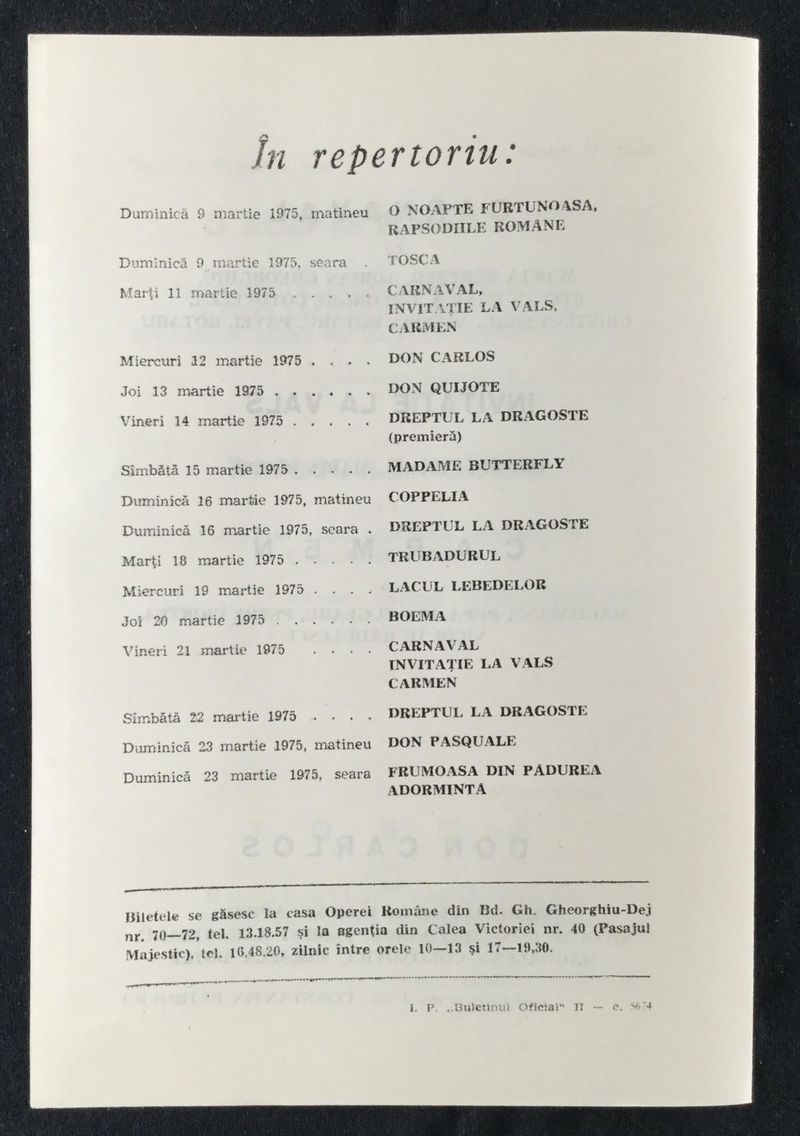 În repertoriu:
Duminică 9 martie 1975, matineu O NOAPTE FURTUNOASA,
RAPSODIILE ROMÂNE
Duminică 9 martie 1975, seara . TOSCA
Marți 11 martie 1975 . . . . . CARNAVAL,
INVITAȚIE LA VALS,
CARMEN
Miercuri 12 martie 1975 . . . . DON CARLOS
Joi 13 martie 1975 . . . . . . DON QUIJOTE
Vineri 14 martie 1975 . . . . . DREPTUL LA DRAGOSTE
(premieră)
Sîmbătă 15 martie 1975 . . . . . MADAME BUTTERFLY
Duminică 16 martie 1975, matineu COPPELIA
Duminică 16 martie 1975, seara . DREPTUL LA DRAGOSTE
Marți 18 martie 1975 . . . . . TRUBADURUL
Miercuri 19 martie 1975 . . . . LACUL LEBEDELOR
Joi 20 martie 1975 . . . . . . BOEMA
Vineri 21 martie 1975 . . . . CARNAVAL
INVITAȚIE LA VALS
CARMEN
Sîmbătă 22 martie 1975 . . . . DREPTUL LA DRAGOSTE
Duminică 23 martie 1975, matineu DON PASQUALE
Duminică 23 martie 1975, seara FRUMOASA DIN PĂDUREA
ADORMINTĂ
Biletele se găsesc la casa Operei Române din Bd. Gh. Gheorghiu-Dej
nr. 70—72, tel. 13.18.57 și la agenția din Calea Victoriei nr. 40 (Pasajul
Majestic), tel. 16.48.20, zilnic între orele 10—13 și 17—19,30.
I. P. „Buletinul Oficial“ II — c. 5674